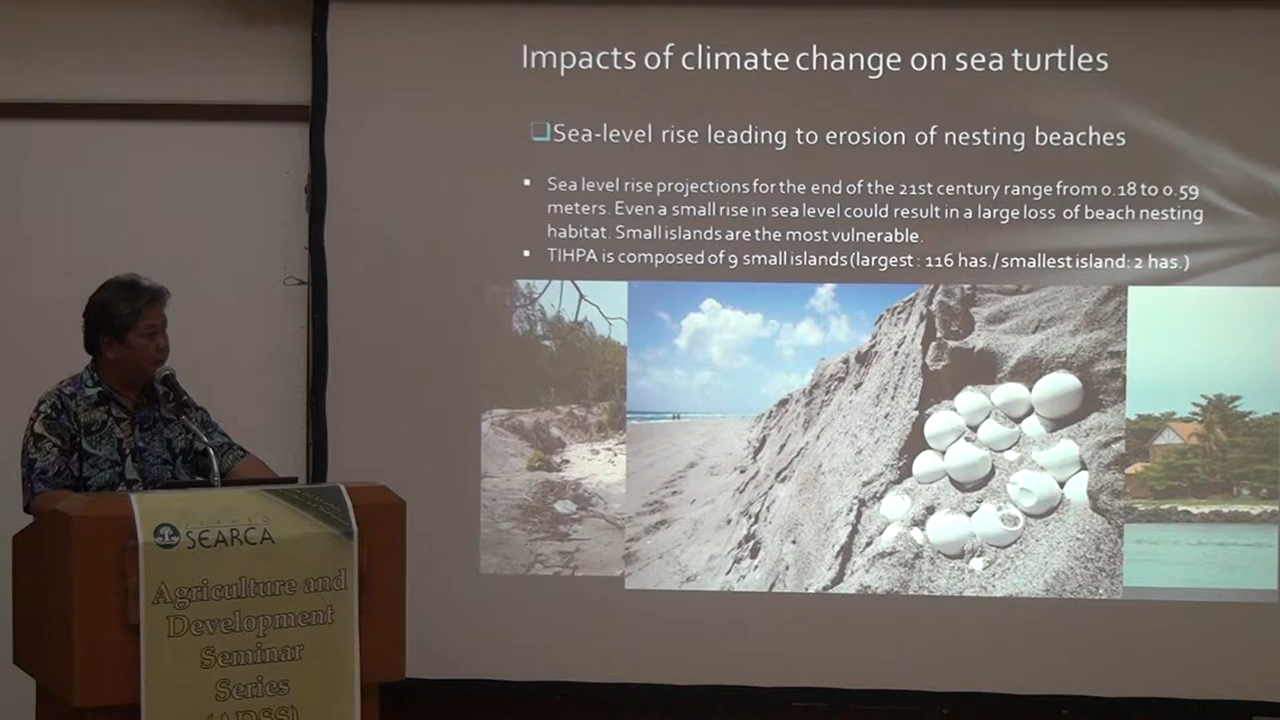 Impacts of climate change on sea turtles
❑Sea-level rise leading to erosion of nesting beaches
▪ Sea level rise projections for the end of the 21st century range from 0.18 to 0.59
meters. Even a small rise in sea level could result in a large loss of beach nesting
habitat. Small islands are the most vulnerable.
▪ TIHPA is composed of 9 small islands (largest : 116 has./ smallest island: 2 has.)
SEARCA
Agriculture and
Development
Seminar
Series
(ADSS)